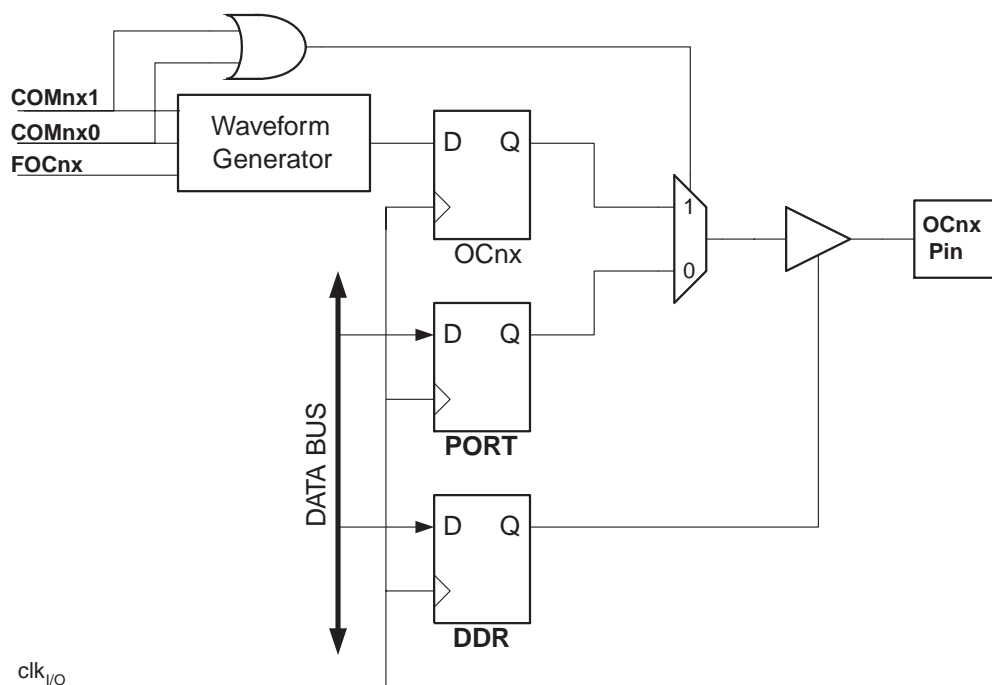 COMnx1
COMnx0
FOCnx
Waveform
Generator
D Q
OCnx
1
0
OCnx
Pin
D Q
PORT
DATA BUS
D Q
DDR
clkI/O